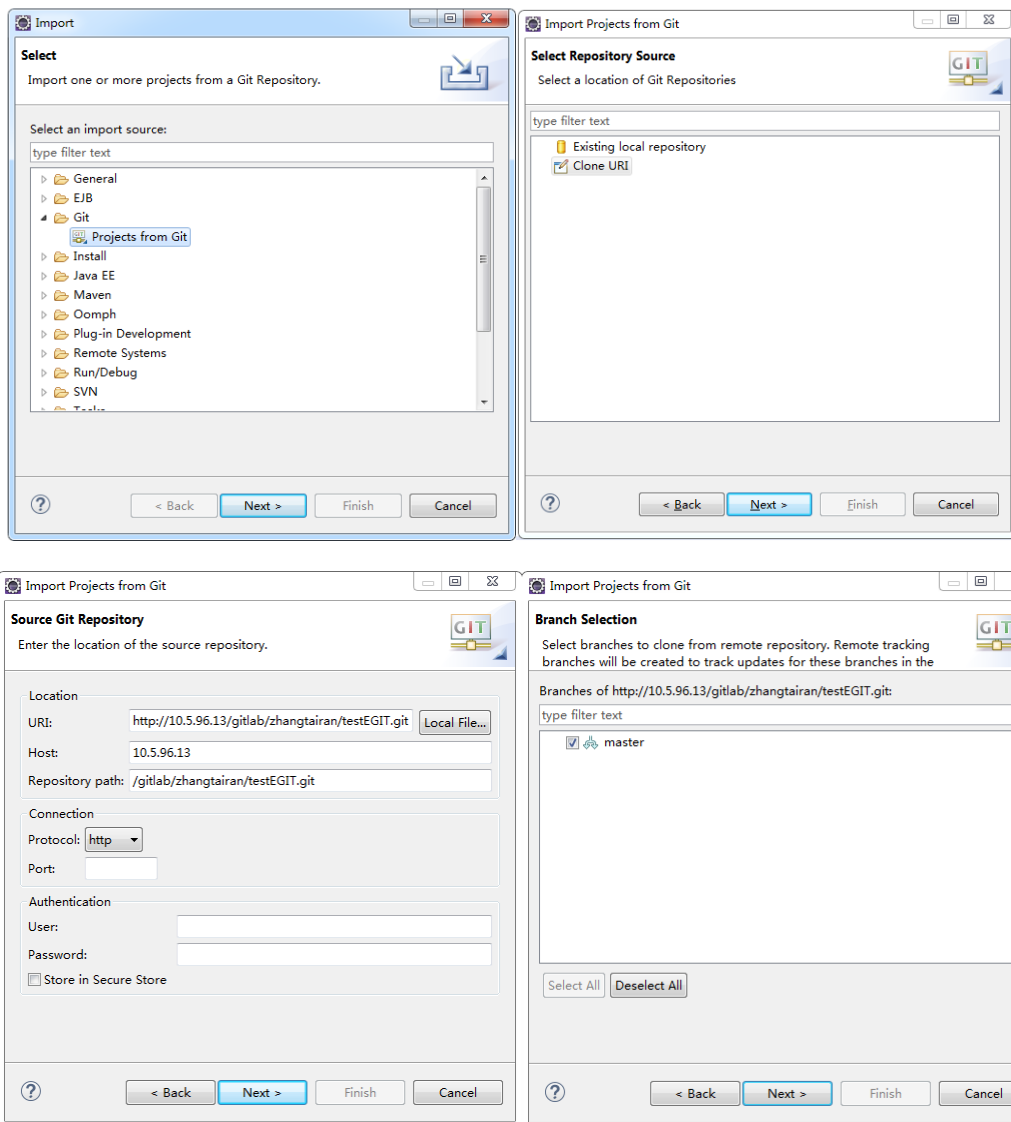 Import
Select
Import one or more projects from a Git Repository.
Select an import source:
type filter text
General
EJB
Git
Projects from Git
Install
Java EE
Maven
Oomph
Plug-in Development
Remote Systems
Run/Debug
SVN
Tasks
< Back Next > Finish Cancel
Import Projects from Git
Select Repository Source
Select a location of Git Repositories
GIT
type filter text
Existing local repository
Clone URI
< Back Next > Finish Cancel
Import Projects from Git
Source Git Repository
Enter the location of the source repository.
GIT
Location
URI: http://10.5.96.13/gitlab/zhangtairan/testEGIT.git Local File...
Host: 10.5.96.13
Repository path: /gitlab/zhangtairan/testEGIT.git
Connection
Protocol: http
Port:
Authentication
User:
Password:
Store in Secure Store
< Back Next > Finish Cancel
Import Projects from Git
Branch Selection
Select branches to clone from remote repository. Remote tracking
branches will be created to track updates for these branches in the
GIT
Branches of http://10.5.96.13/gitlab/zhangtairan/testEGIT.git:
type filter text
master
Select All Deselect All
< Back Next > Finish Cancel